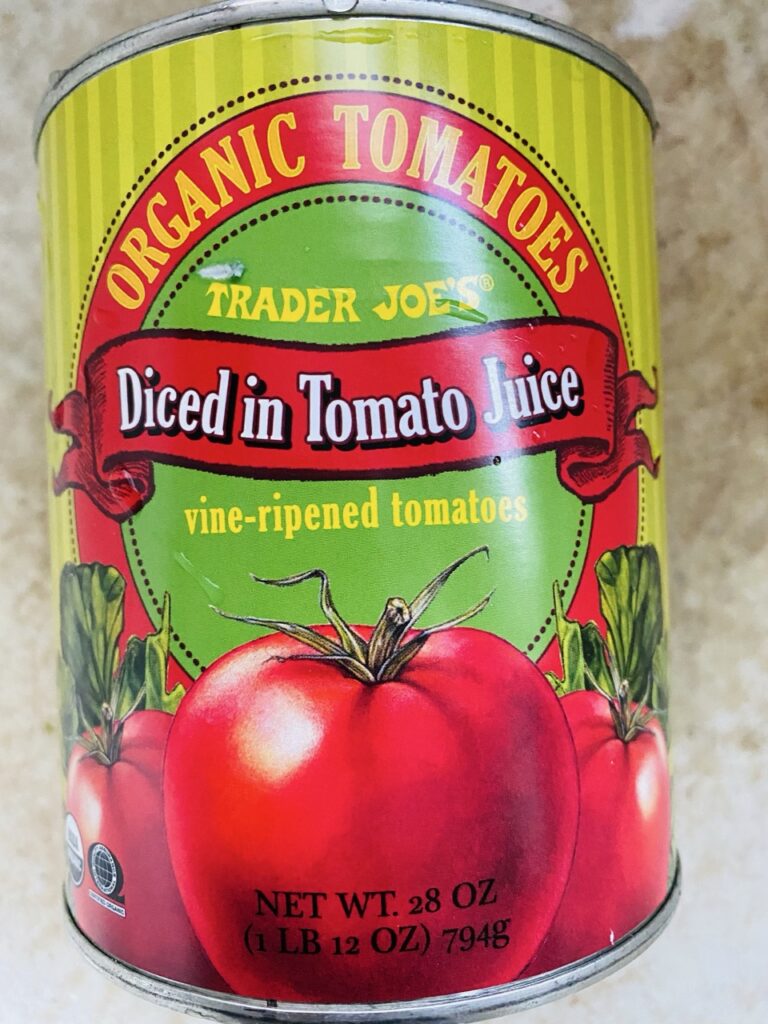 ORGANIC TOMATOES
TRADER JOE'S®
Diced in Tomato Juice
vine-ripened tomatoes
NET WT. 28 OZ
(1 LB 12 OZ) 794g